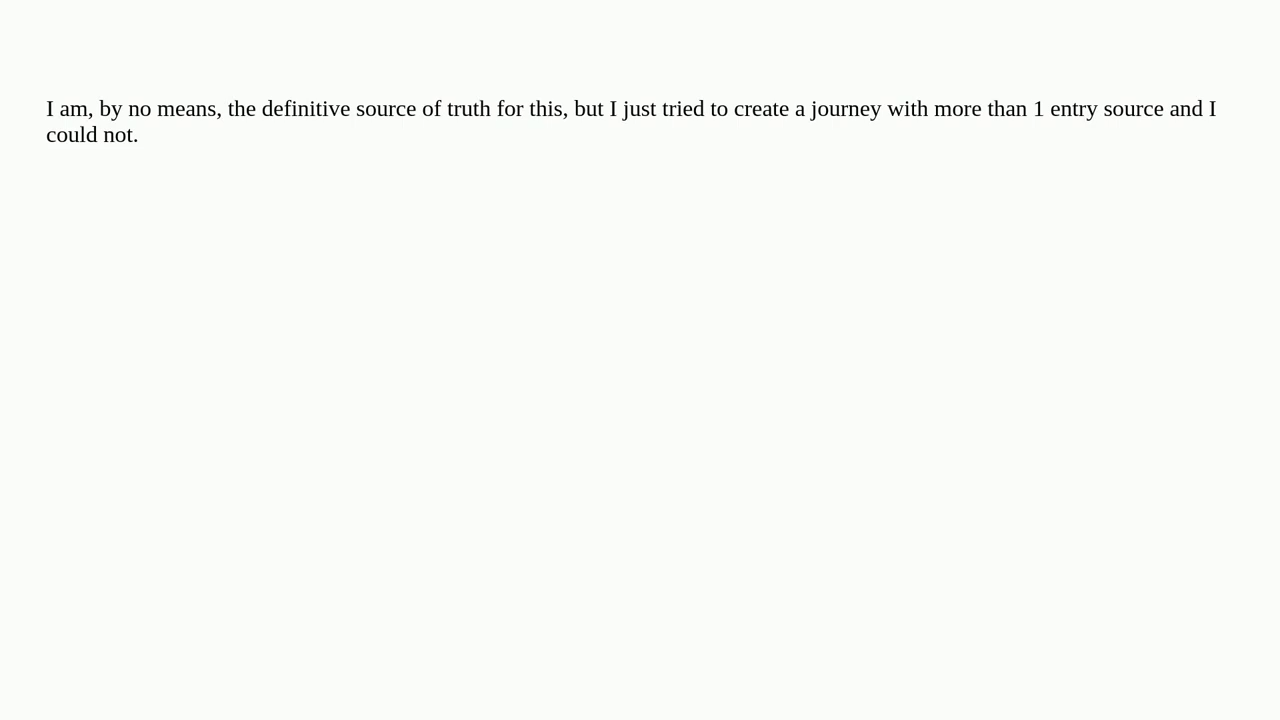 I am, by no means, the definitive source of truth for this, but I just tried to create a journey with more than 1 entry source and I
could not.